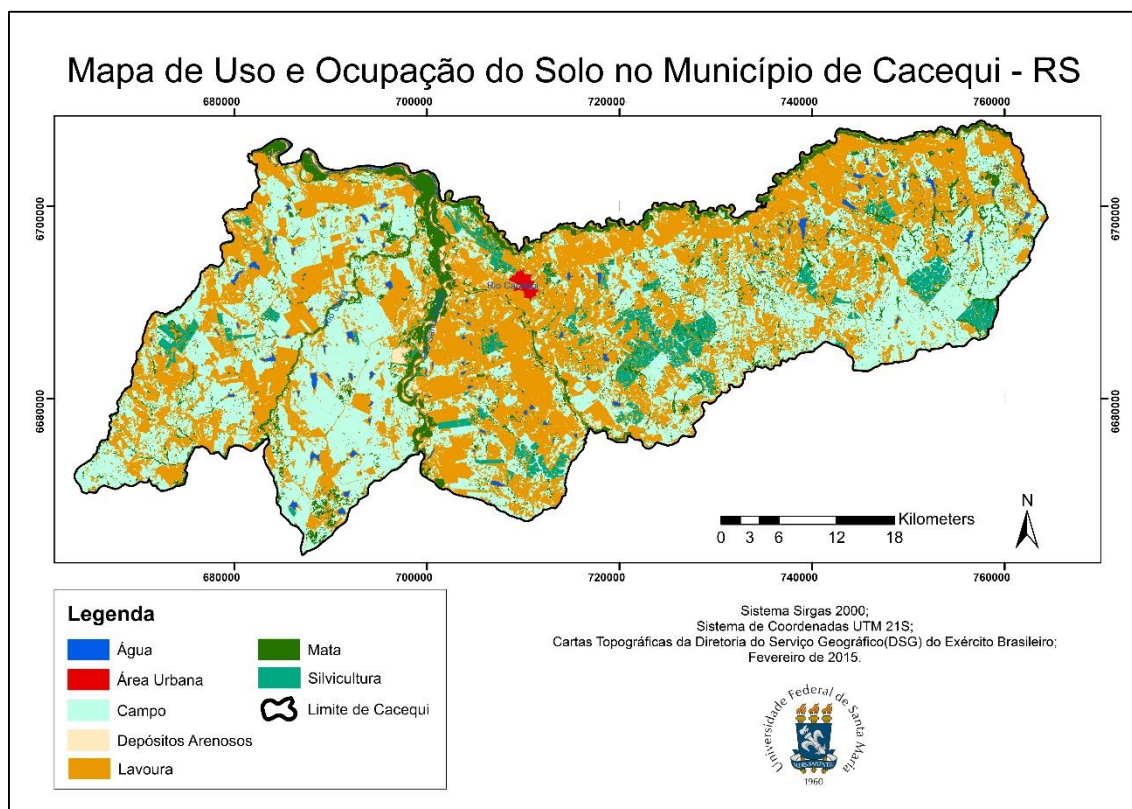 Mapa de Uso e Ocupação do Solo no Município de Cacequi - RS
680000 700000 720000 740000 760000
6700000 6700000
Rio Cacequi
6680000 6680000
N
Kilometers
0 3 6 12 18
680000 700000 720000 740000 760000
Legenda
Água
Área Urbana
Campo
Depósitos Arenosos
Lavoura
Mata
Silvicultura
Limite de Cacequi
Sistema Sirgas 2000;
Sistema de Coordenadas UTM 21S;
Cartas Topográficas da Diretoria do Serviço Geográfico(DSG) do Exército Brasileiro;
Fevereiro de 2015.
Universidade Federal de Santa Maria
1960